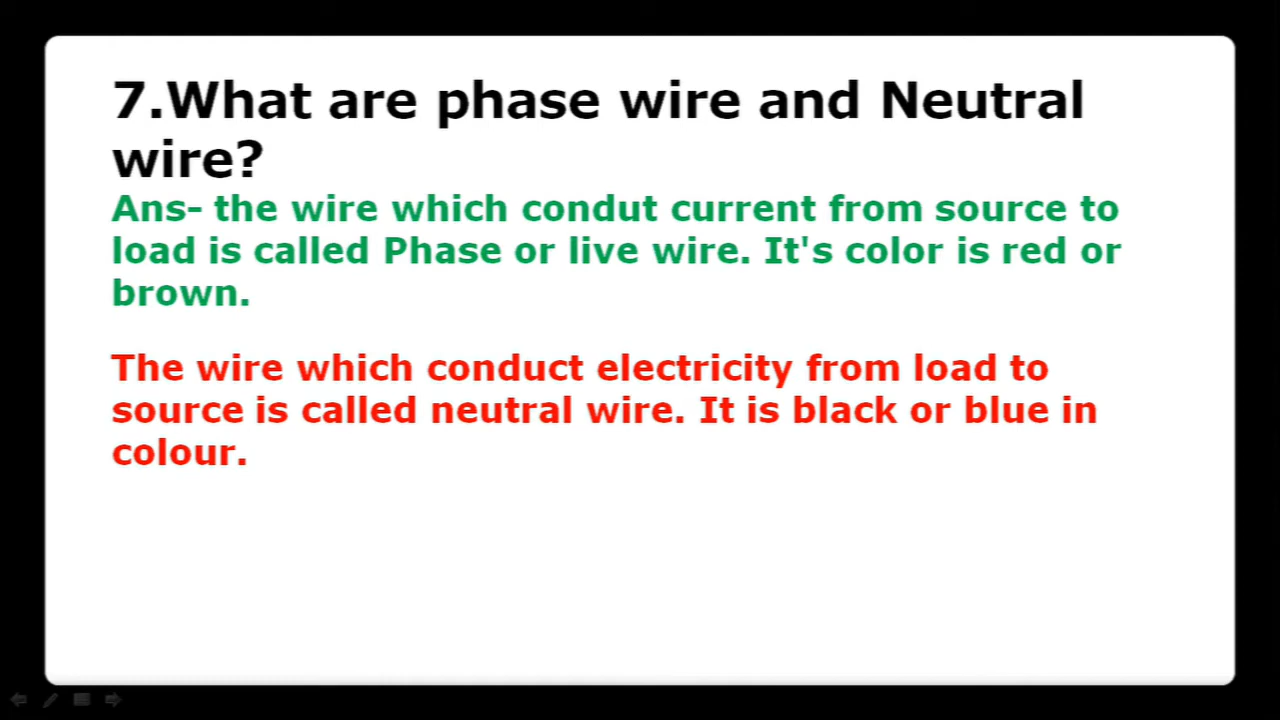 7.What are phase wire and Neutral
wire?
Ans- the wire which condut current from source to
load is called Phase or live wire. It's color is red or
brown.
The wire which conduct electricity from load to
source is called neutral wire. It is black or blue in
colour.